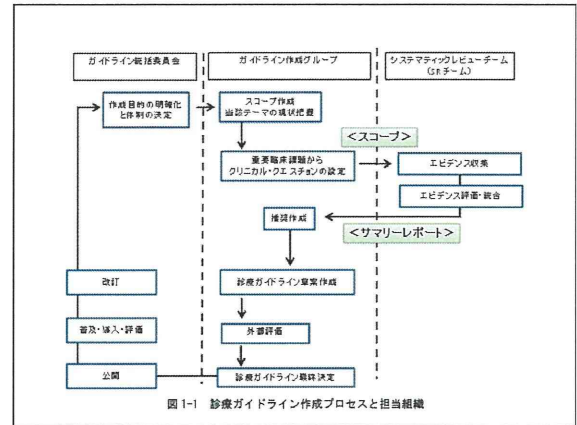 ガイドライン統括委員会
ガイドライン作成グループ
システマティックレビューチーム
(SRチーム)
作成目的の明確化
と体制の決定
スコープ作成
当該テーマの現状把握
<スコープ>
重要臨床課題から
クリニカル・クエスチョンの設定
エビデンス収集
エビデンス評価・統合
推奨作成
<サマリーレポート>
診療ガイドライン草案作成
改訂
普及・導入・評価
外部評価
公開
診療ガイドライン最終決定
図1-1 診療ガイドライン作成プロセスと担当組織